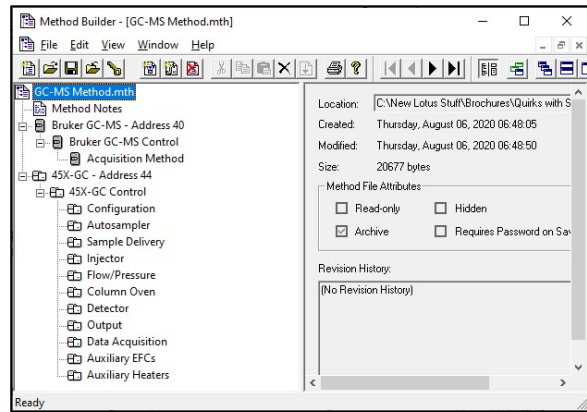 Method Builder - [GC-MS Method.mth]
File Edit View Window Help
GC-MS Method.mth
Method Notes
Bruker GC-MS - Address 40
Bruker GC-MS Control
Acquisition Method
45X-GC - Address 44
45X-GC Control
Configuration
Autosampler
Sample Delivery
Injector
Flow/Pressure
Column Oven
Detector
Output
Data Acquisition
Auxiliary EFCs
Auxiliary Heaters
Location: C:\New Lotus Stuff\Brochures\Quirks with S
Created: Thursday, August 06, 2020 06:48:05
Modified: Thursday, August 06, 2020 06:48:50
Size: 20677 bytes
Method File Attributes
Read-only Hidden
Archive Requires Password on Sav
Revision History:
(No Revision History)
Ready